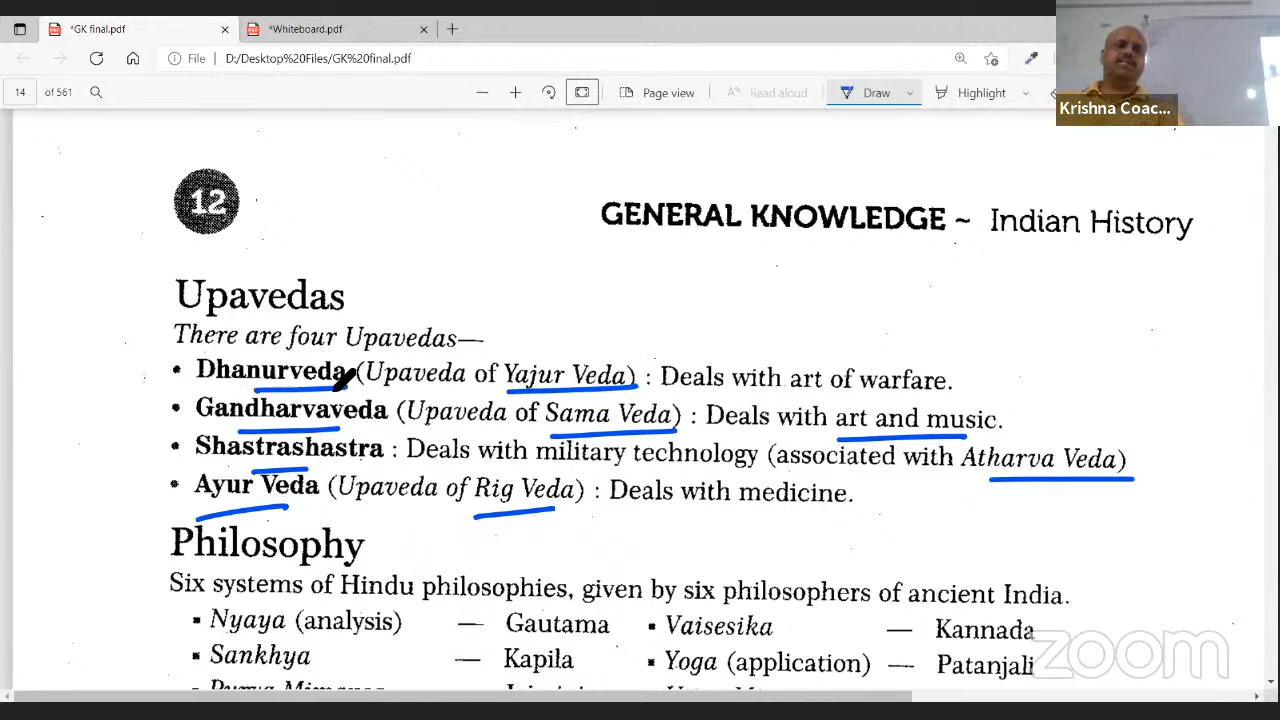 *GK final.pdf
*Whiteboard.pdf
File D:/Desktop%20Files/GK%20final.pdf
14 of 561
Page view
Read aloud
Draw
Highlight
Krishna Coac...
12
GENERAL KNOWLEDGE ~ Indian History
Upavedas
There are four Upavedas—
• Dhanurveda (Upaveda of Yajur Veda) : Deals with art of warfare.
• Gandharvaveda (Upaveda of Sama Veda) : Deals with art and music.
• Shastrashastra : Deals with military technology (associated with Atharva Veda)
• Ayur Veda (Upaveda of Rig Veda) : Deals with medicine.
Philosophy
Six systems of Hindu philosophies, given by six philosophers of ancient India.
▪ Nyaya (analysis) — Gautama ▪ Vaisesika — Kannada
▪ Sankhya — Kapila ▪ Yoga (application) — Patanjali
zoom